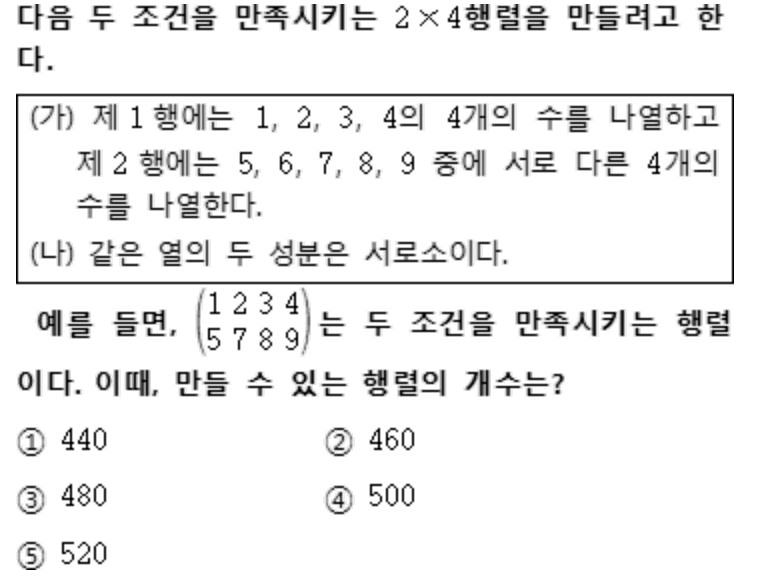 다음 두 조건을 만족시키는 2×4행렬을 만들려고 한
다.
(가) 제 1 행에는 1, 2, 3, 4의 4개의 수를 나열하고
제 2 행에는 5, 6, 7, 8, 9 중에 서로 다른 4개의
수를 나열한다.
(나) 같은 열의 두 성분은 서로소이다.
예를 들면, (1 2 3 4
5 7 8 9)는 두 조건을 만족시키는 행렬
이다. 이때, 만들 수 있는 행렬의 개수는?
① 440 ② 460
③ 480 ④ 500
⑤ 520